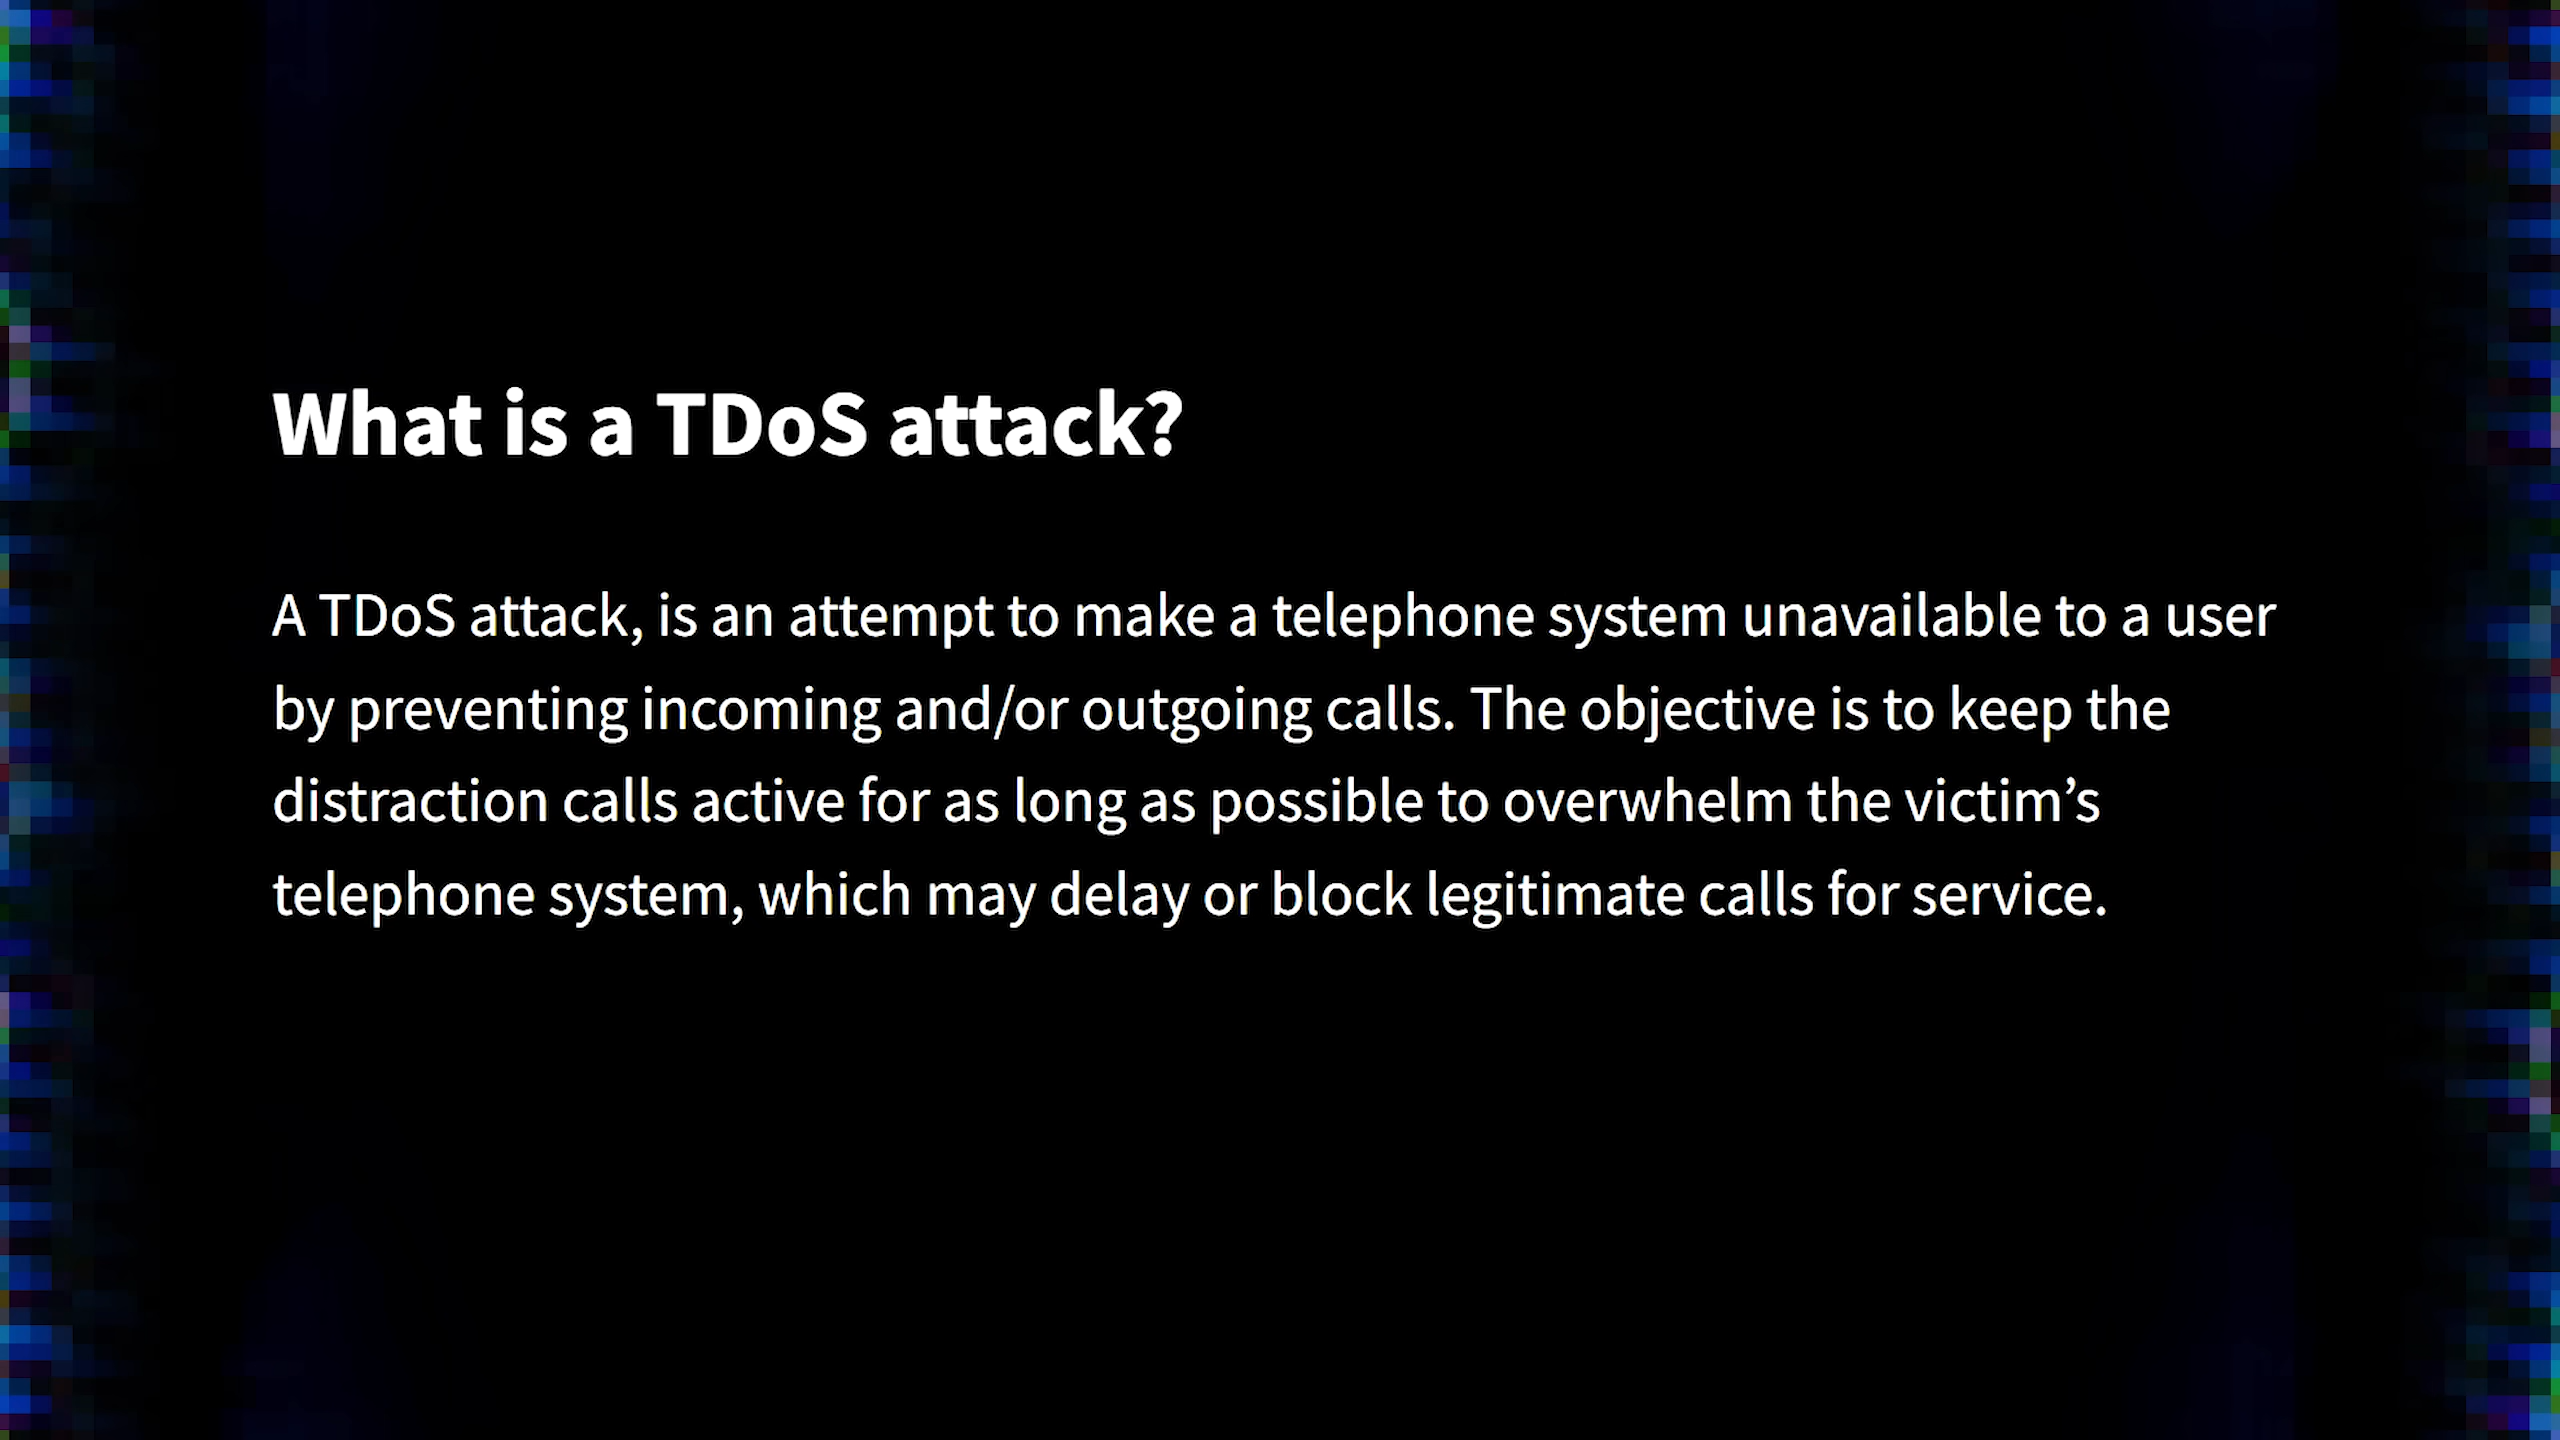 What is a TDoS attack?
A TDoS attack, is an attempt to make a telephone system unavailable to a user
by preventing incoming and/or outgoing calls. The objective is to keep the
distraction calls active for as long as possible to overwhelm the victim’s
telephone system, which may delay or block legitimate calls for service.